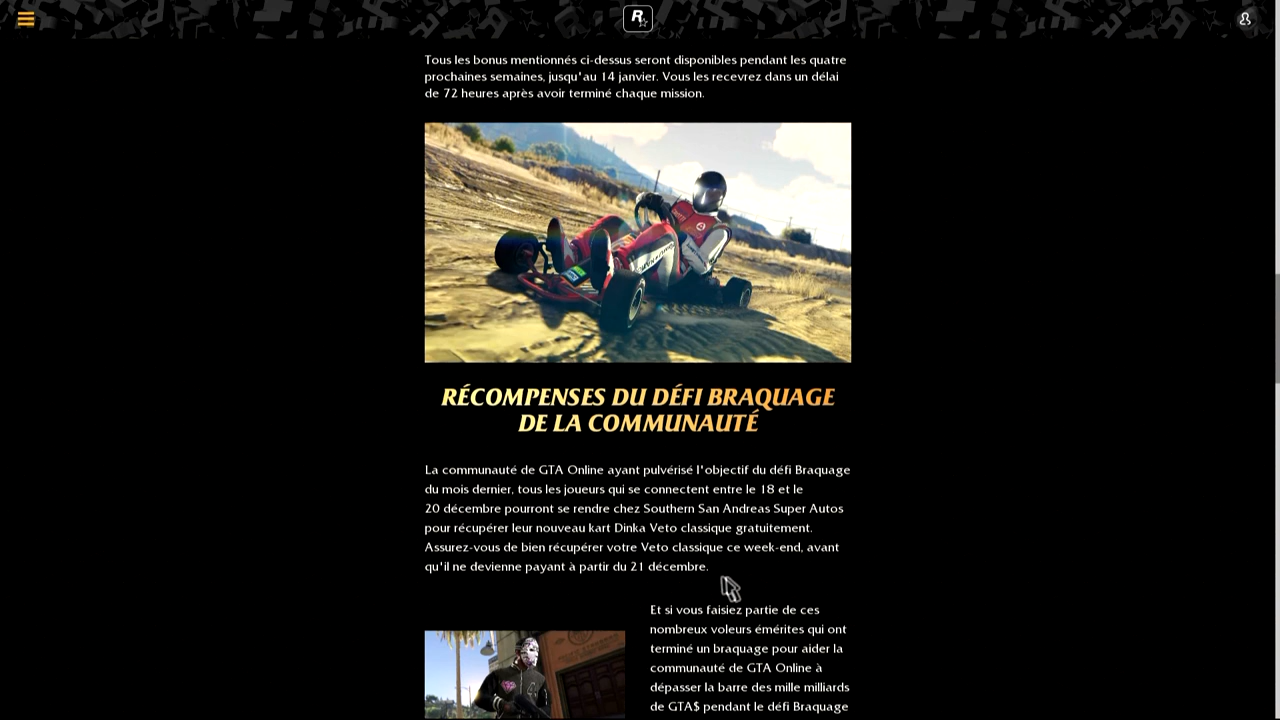 R
Tous les bonus mentionnés ci-dessus seront disponibles pendant les quatre
prochaines semaines, jusqu'au 14 janvier. Vous les recevrez dans un délai
de 72 heures après avoir terminé chaque mission.
RÉCOMPENSES DU DÉFI BRAQUAGE
DE LA COMMUNAUTÉ
La communauté de GTA Online ayant pulvérisé l'objectif du défi Braquage
du mois dernier, tous les joueurs qui se connectent entre le 18 et le
20 décembre pourront se rendre chez Southern San Andreas Super Autos
pour récupérer leur nouveau kart Dinka Veto classique gratuitement.
Assurez-vous de bien récupérer votre Veto classique ce week-end, avant
qu'il ne devienne payant à partir du 21 décembre.
Et si vous faisiez partie de ces
nombreux voleurs émérites qui ont
terminé un braquage pour aider la
communauté de GTA Online à
dépasser la barre des mille milliards
de GTA$ pendant le défi Braquage